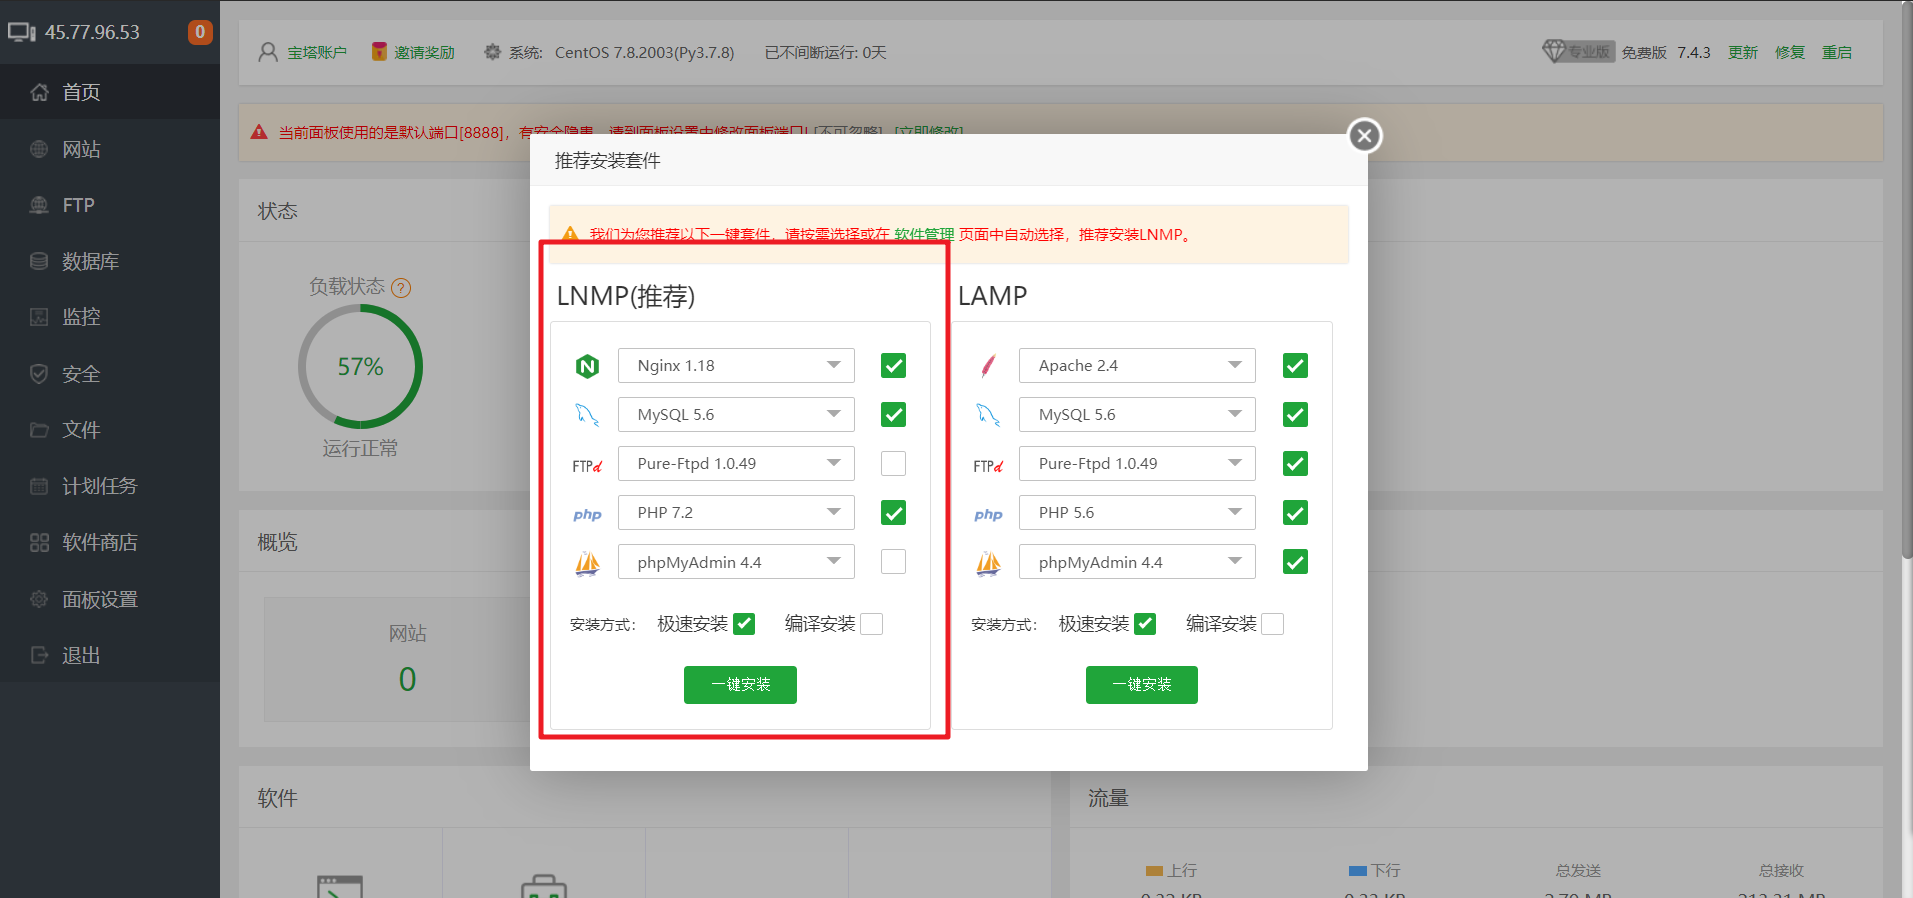 45.77.96.53
0
首页
网站
FTP
数据库
监控
安全
文件
计划任务
软件商店
面板设置
退出
宝塔账户 邀请奖励 系统: CentOS 7.8.2003(Py3.7.8) 已不间断运行: 0天
专业版 免费版 7.4.3 更新 修复 重启
当前面板使用的是默认端口[8888]，有安全隐患，请到面板设置中修改面板端口! [不可忽略] [立即修改]
状态
负载状态 ?
57%
运行正常
概览
网站
0
软件
流量
上行
下行
总发送
总接收
推荐安装套件
我们为您推荐以下一键套件，请按需选择或在 软件管理 页面中自动选择，推荐安装LNMP。
LNMP(推荐)
Nginx 1.18
MySQL 5.6
FTPd Pure-Ftpd 1.0.49
php PHP 7.2
phpMyAdmin 4.4
安装方式： 极速安装 编译安装
一键安装
LAMP
Apache 2.4
MySQL 5.6
FTPd Pure-Ftpd 1.0.49
php PHP 5.6
phpMyAdmin 4.4
安装方式： 极速安装 编译安装
一键安装